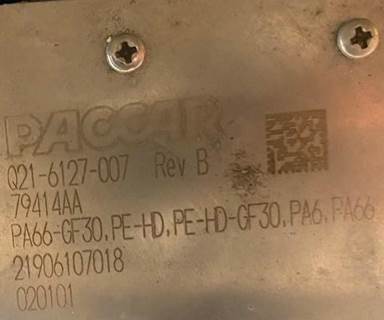 PACCAR
Q21-6127-007 Rev B
79414AA
PA66-GF30, PE-HD, PE-HD-GF30, PA6, PA66
21906107018
020101